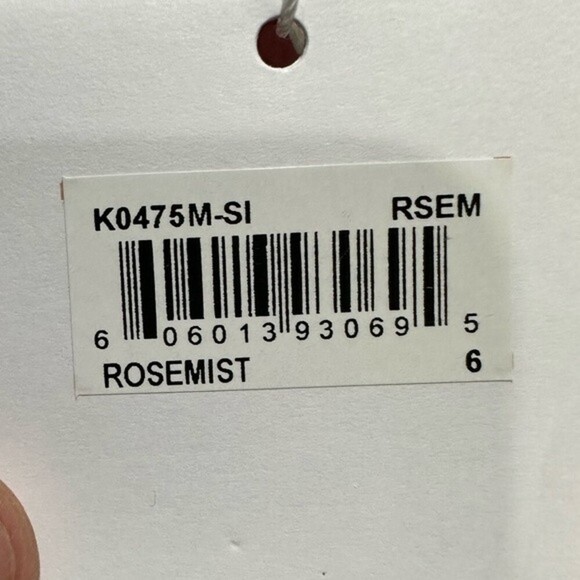 K0475M-SI RSEM
6 06013 93069 5
ROSEMIST 6